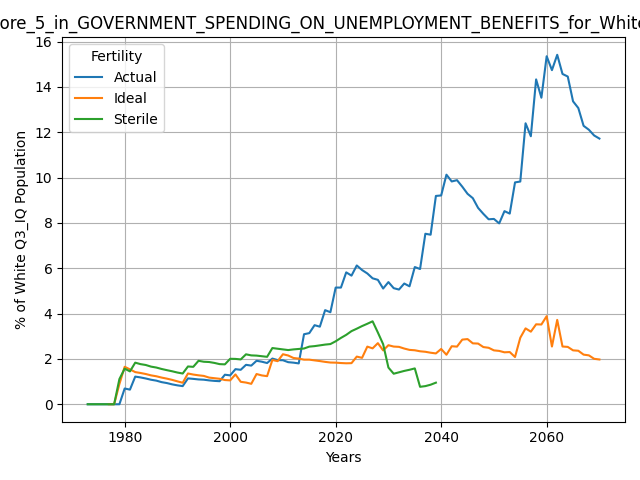 ore_5_in_GOVERNMENT_SPENDING_ON_UNEMPLOYMENT_BENEFITS_for_White
16
14
12
10
8
6
4
2
0
% of White Q3_IQ Population
Fertility
Actual
Ideal
Sterile
1980
2000
2020
2040
2060
Years